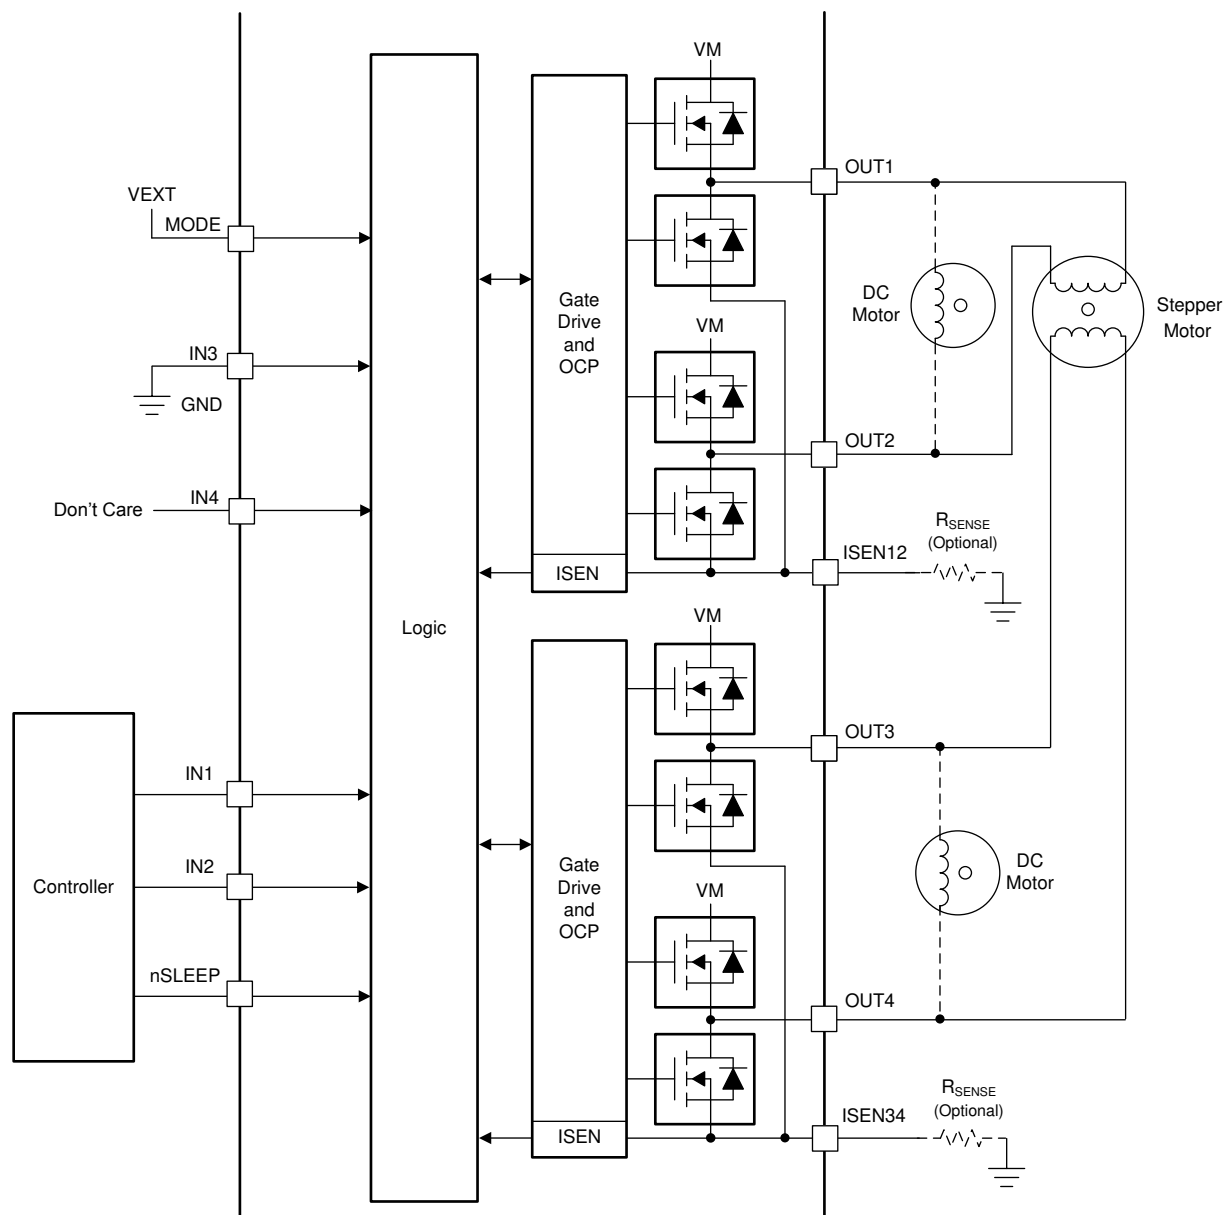 VM
OUT1
VEXT
MODE
Gate
Drive
and
OCP
DC
Motor
Stepper
Motor
VM
IN3
GND
OUT2
IN4
Don't Care
RSENSE
(Optional)
ISEN12
ISEN
VM
Logic
OUT3
IN1
IN2
Controller
Gate
Drive
and
OCP
DC
Motor
VM
nSLEEP
OUT4
RSENSE
(Optional)
ISEN34
ISEN